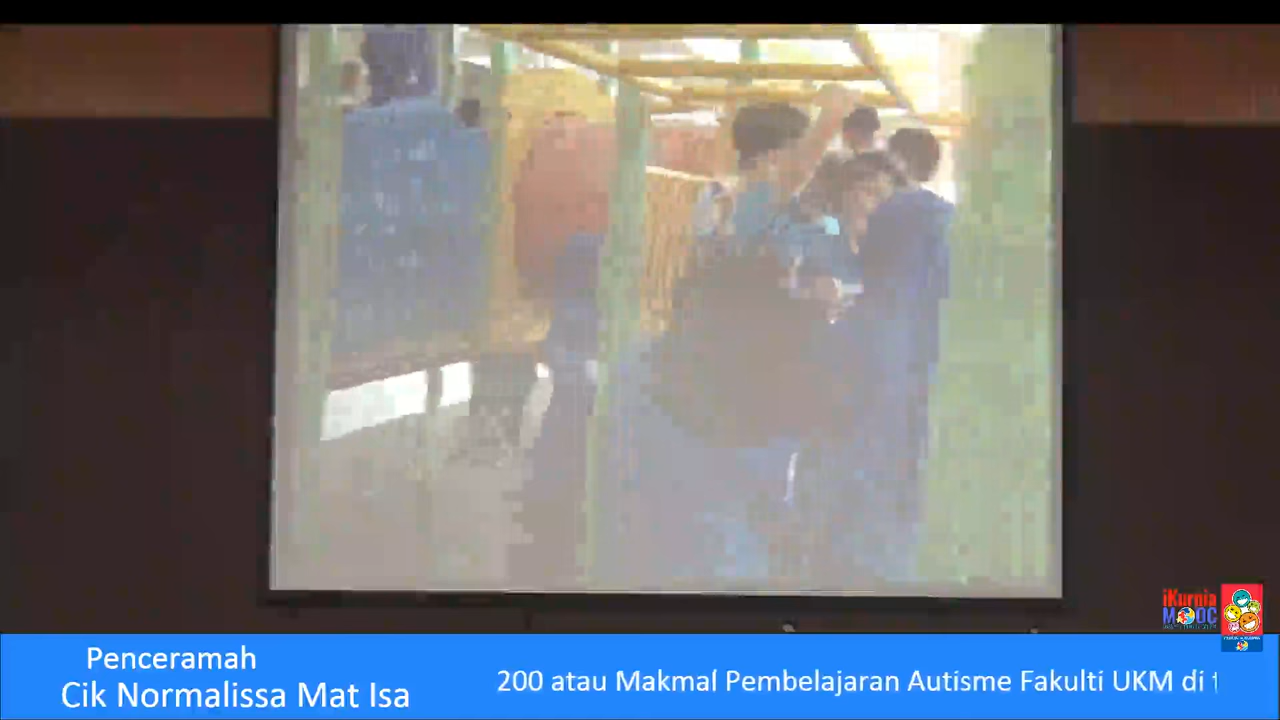 iKurnia
MOOC
Penceramah
Cik Normalissa Mat Isa
200 atau Makmal Pembelajaran Autisme Fakulti UKM di